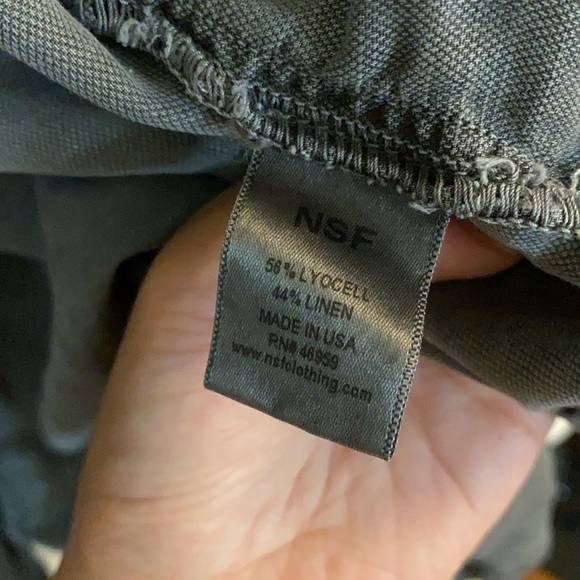 NSF
56% LYOCELL
44% LINEN
MADE IN USA
RN# 46959
www.nsfclothing.com